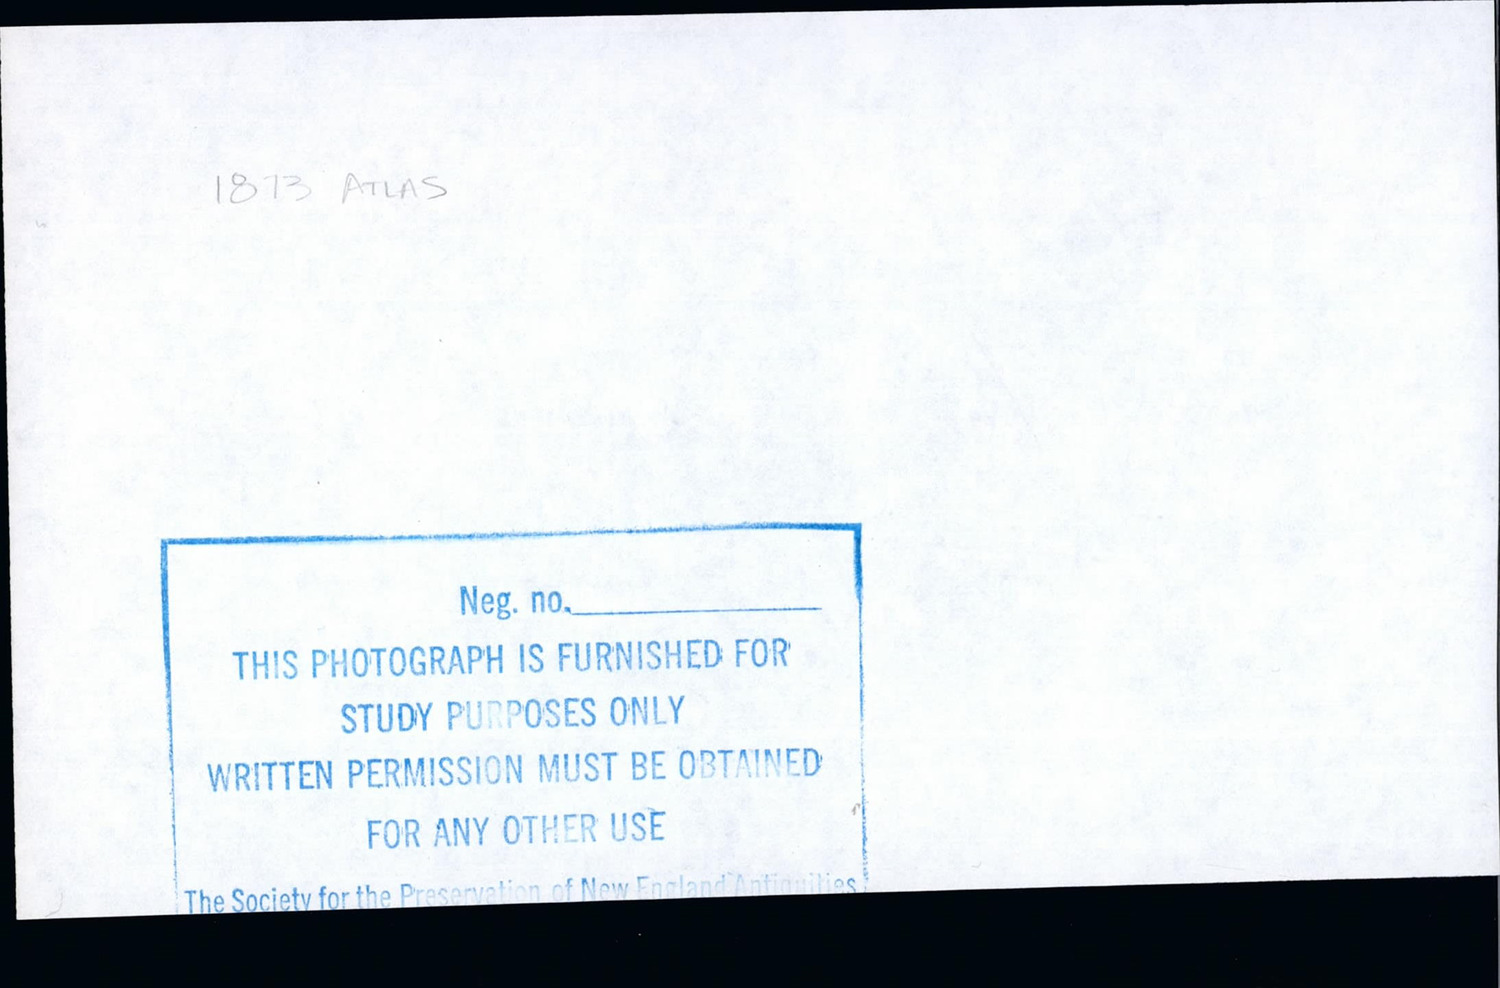 1873 ATLAS
Neg. no.
THIS PHOTOGRAPH IS FURNISHED FOR
STUDY PURPOSES ONLY
WRITTEN PERMISSION MUST BE OBTAINED
FOR ANY OTHER USE
The Society for the Preservation of New England Antiquities